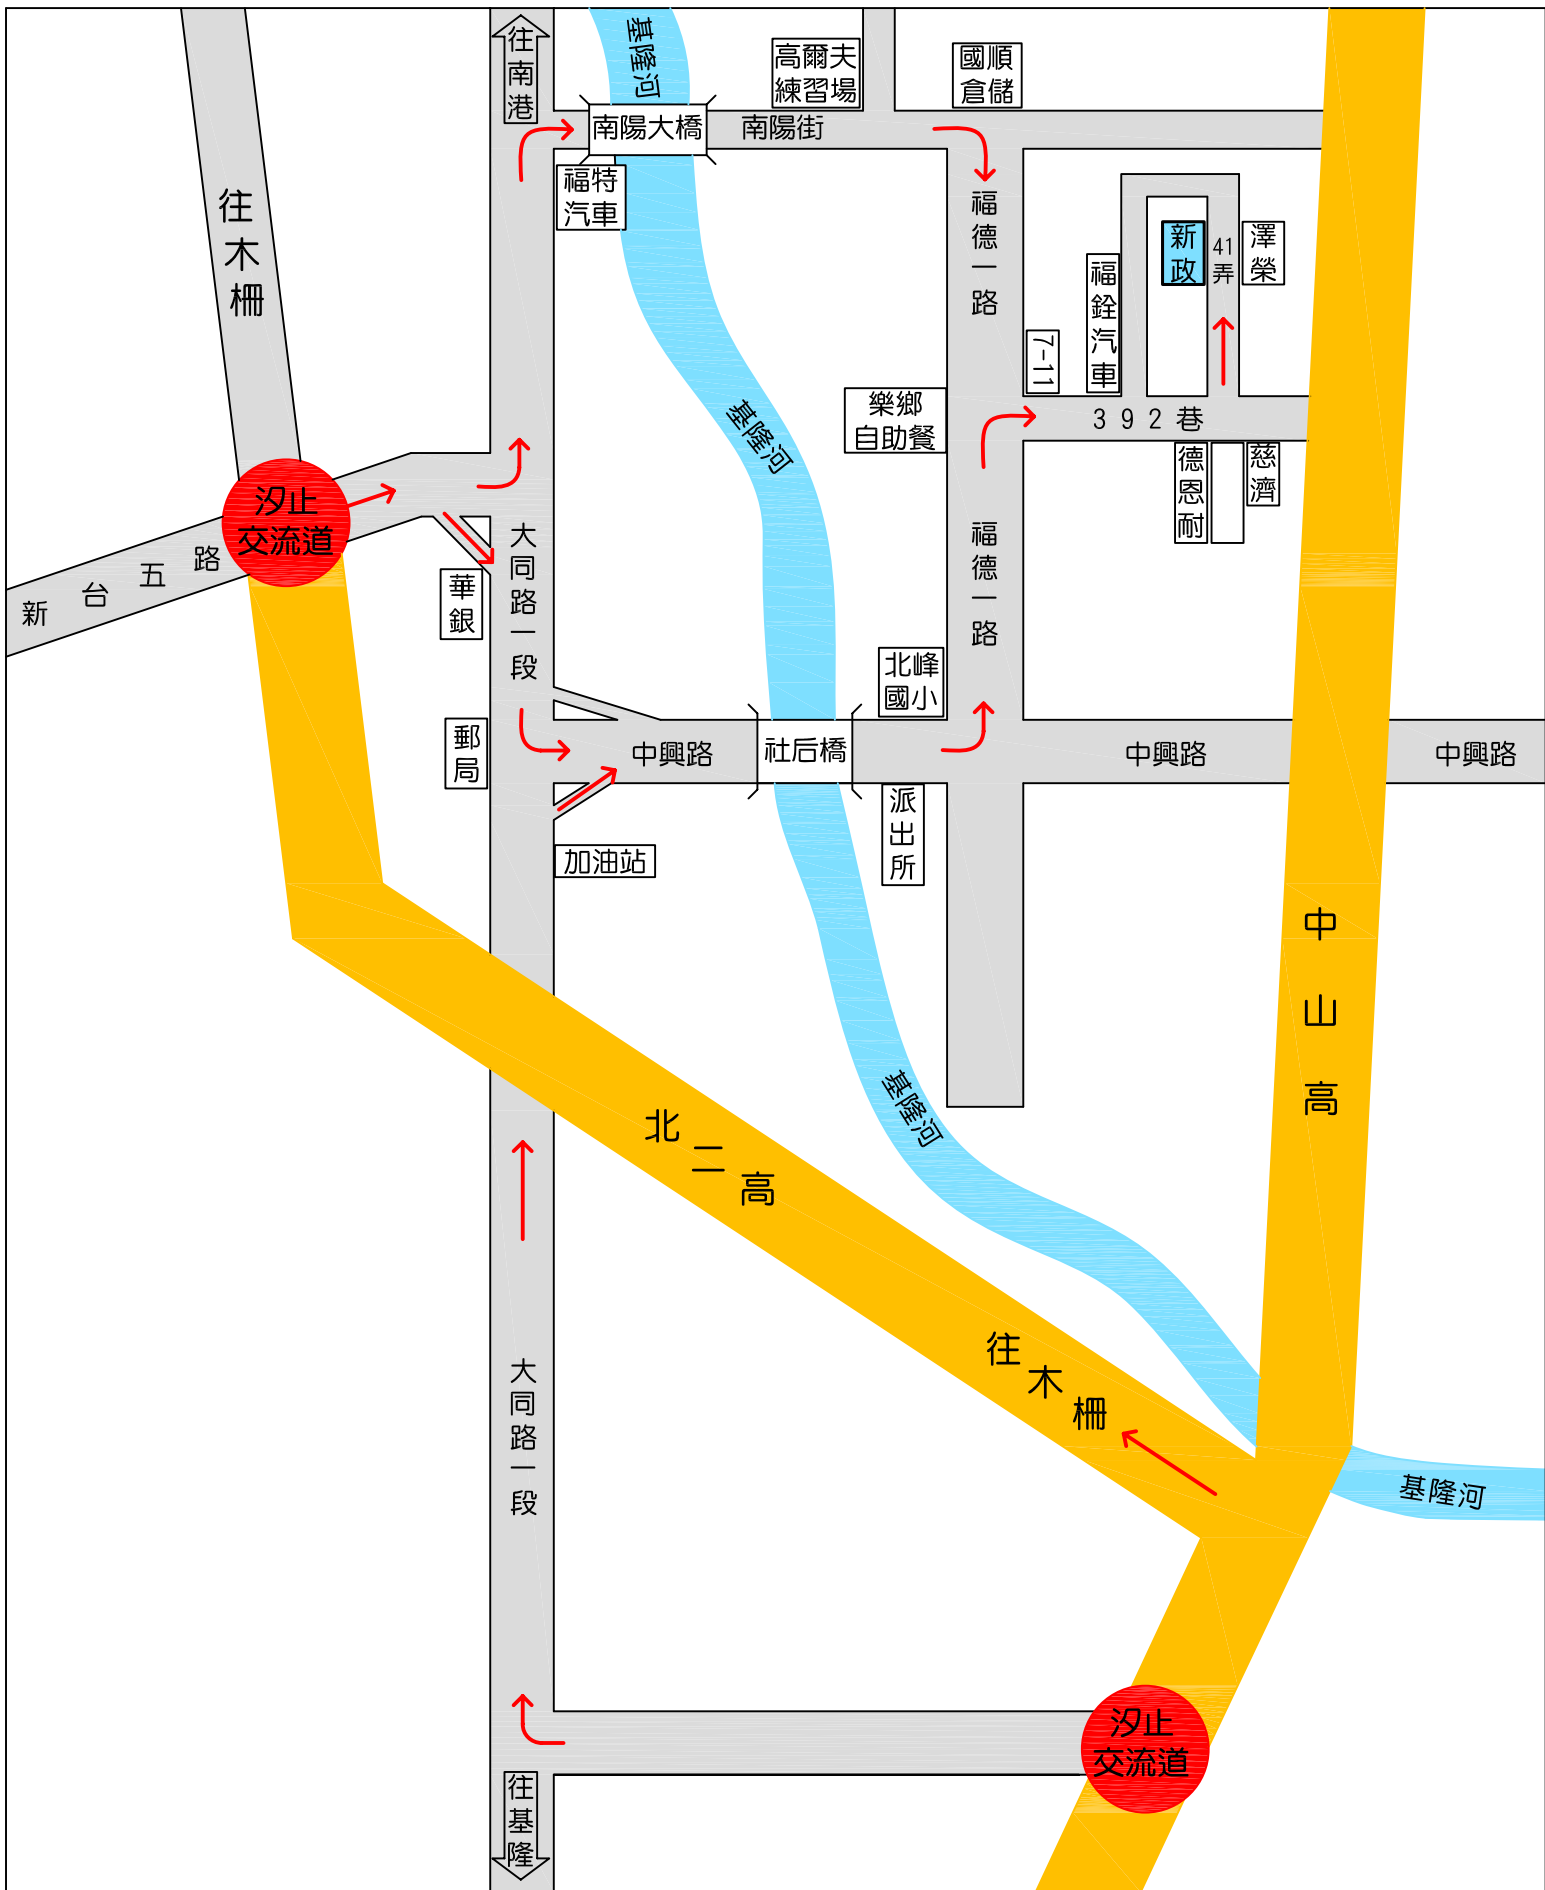 往南港
基隆河
高爾夫
練習場
國順
倉儲
南陽大橋
南陽街
福特
汽車
往木柵
福德一路
新政
41弄
澤榮
福銓汽車
7-11
樂鄉
自助餐
392巷
基隆河
德恩耐
慈濟
汐止
交流道
新台五路
大同路一段
華銀
福德一路
北峰
國小
郵局
中興路
社后橋
中興路
中興路
派出所
加油站
中山高
基隆河
北二高
往木柵
大同路一段
基隆河
汐止
交流道
往基隆